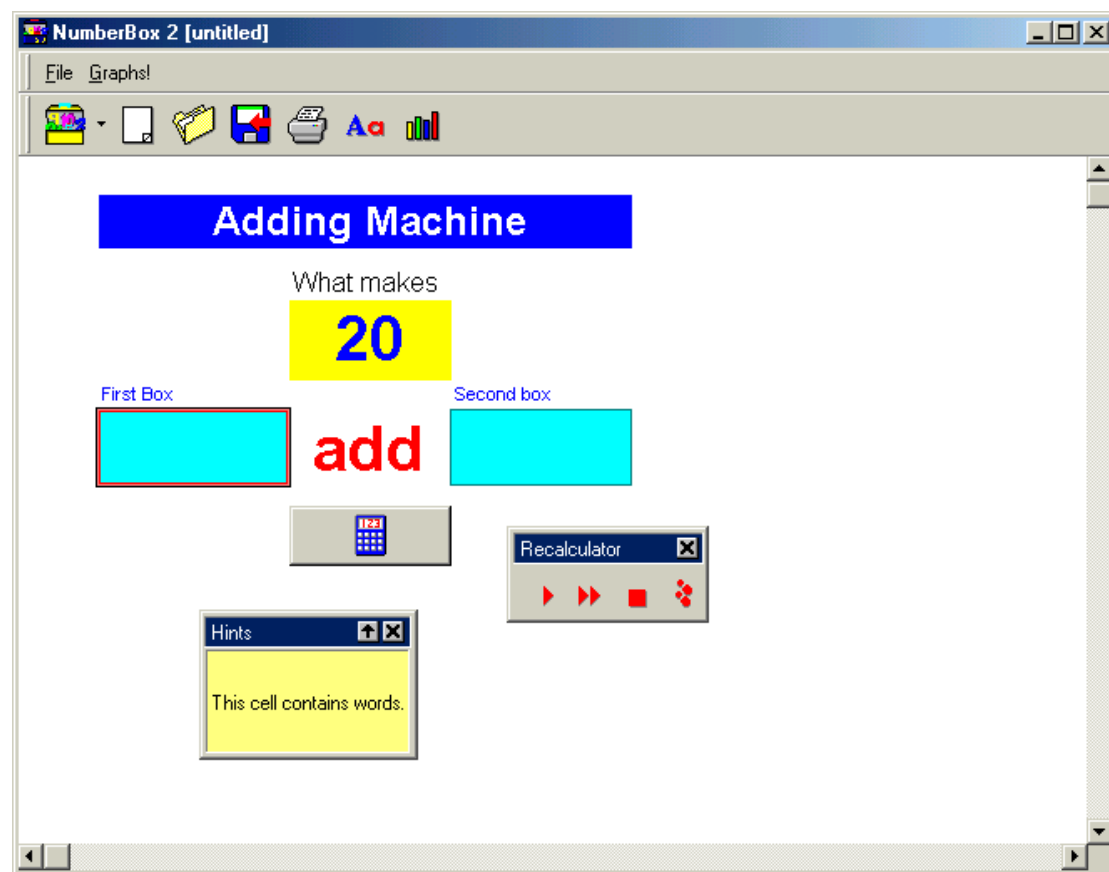 NumberBox 2 [untitled]
File Graphs!
Aa
Adding Machine
What makes
20
First Box
Second box
add
123
Recalculator
Hints
This cell contains words.